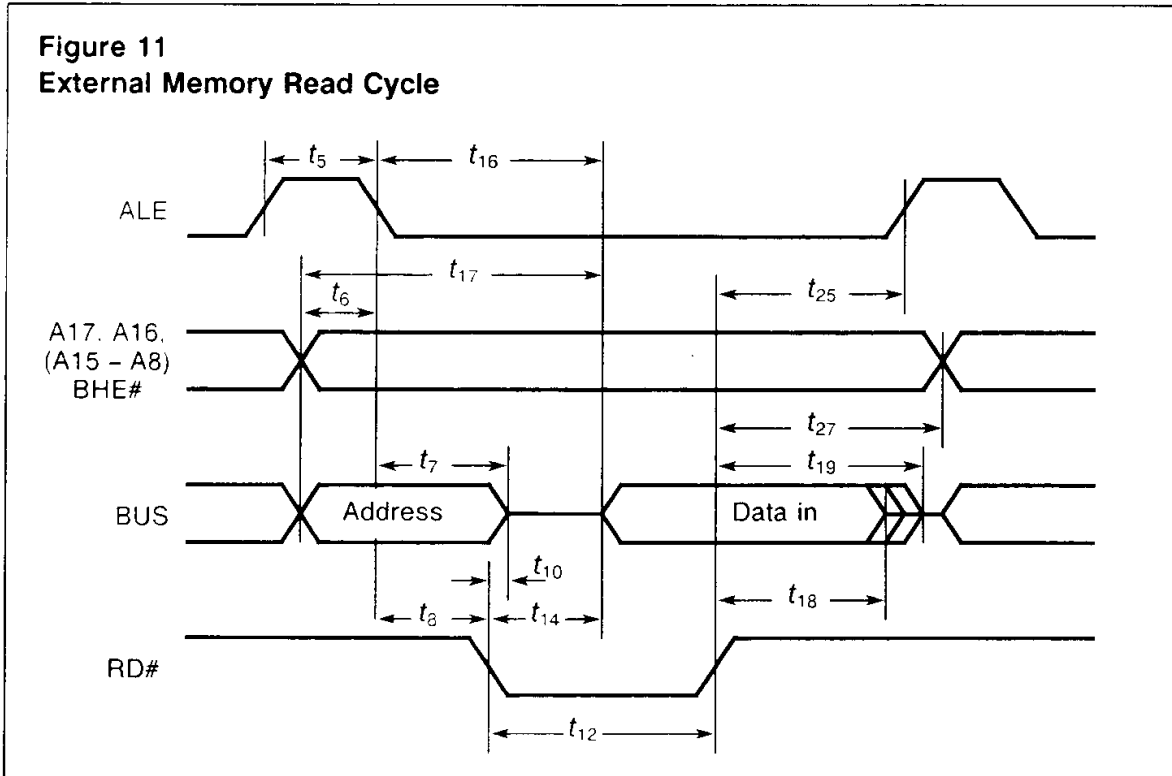 Figure 11
External Memory Read Cycle
t5
t16
ALE
t17
t6
t25
A17. A16,
(A15 – A8)
BHE#
t27
t7
t19
BUS
Address
Data in
t10
t18
t8
t14
RD#
t12